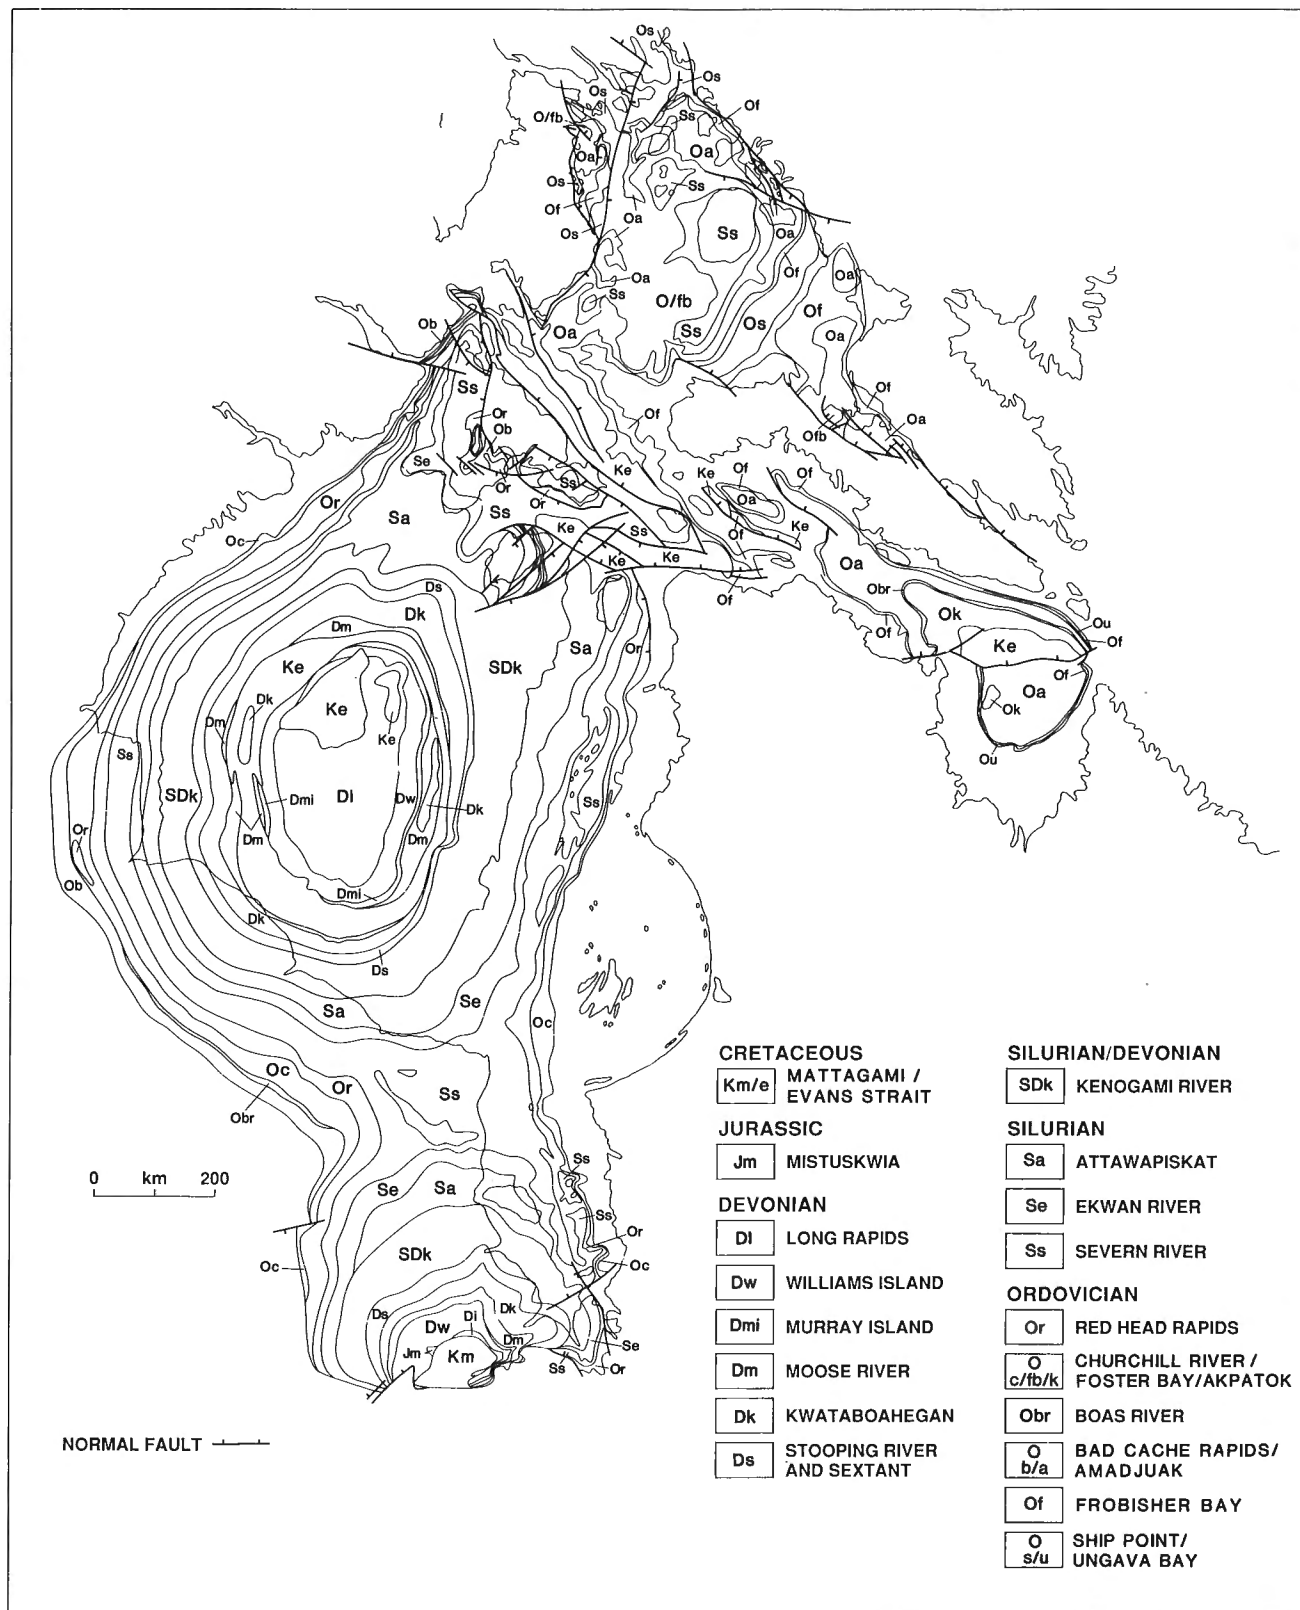 Os
Os
Os
Of
O/fb
Ss
Oa
Oa
Os
Ss
Of
Oa
Os
Ss
Oa
Oa
Of
Oa
Ss
O/fb
Of
Ob
Oa
Ss
Os
Oa
Ss
Of
Or
Of
Oa
Ob
Ofb
Se
Ke
Ke
Of
Of
Or
Ss
Or
Oa
Or
Sa
Ss
Ke
Ss
Of
Ke
Oc
Ke
Ke
Oa
Ds
Of
Obr
Dk
Ok
Ou
Dm
Sa
Or
Of
Of
Ke
SDk
Ke
Of
Dk
Oa
Ke
Ok
Dm
Ke
Ss
Ou
SDk
Dmi
Dl
Dw
Dk
Ss
Or
Dm
Dm
Ob
Dmi
Dk
Ds
Sa
Se
Oc
Oc
Or
Obr
Ss
0 km 200
Ss
Se
Sa
Ss
Or
SDk
Oc
Oc
Ds
Dk
Dl
Dw
Dm
Se
Jm
Km
Ss
Or
NORMAL FAULT
CRETACEOUS
Km/e MATTAGAMI /
EVANS STRAIT
JURASSIC
Jm MISTUSKWIA
DEVONIAN
Dl LONG RAPIDS
Dw WILLIAMS ISLAND
Dmi MURRAY ISLAND
Dm MOOSE RIVER
Dk KWATABOAHEGAN
Ds STOOPING RIVER
AND SEXTANT
SILURIAN/DEVONIAN
SDk KENOGAMI RIVER
SILURIAN
Sa ATTAWAPISKAT
Se EKWAN RIVER
Ss SEVERN RIVER
ORDOVICIAN
Or RED HEAD RAPIDS
O c/fb/k CHURCHILL RIVER /
FOSTER BAY/AKPATOK
Obr BOAS RIVER
O b/a BAD CACHE RAPIDS/
AMADJUAK
Of FROBISHER BAY
O s/u SHIP POINT/
UNGAVA BAY